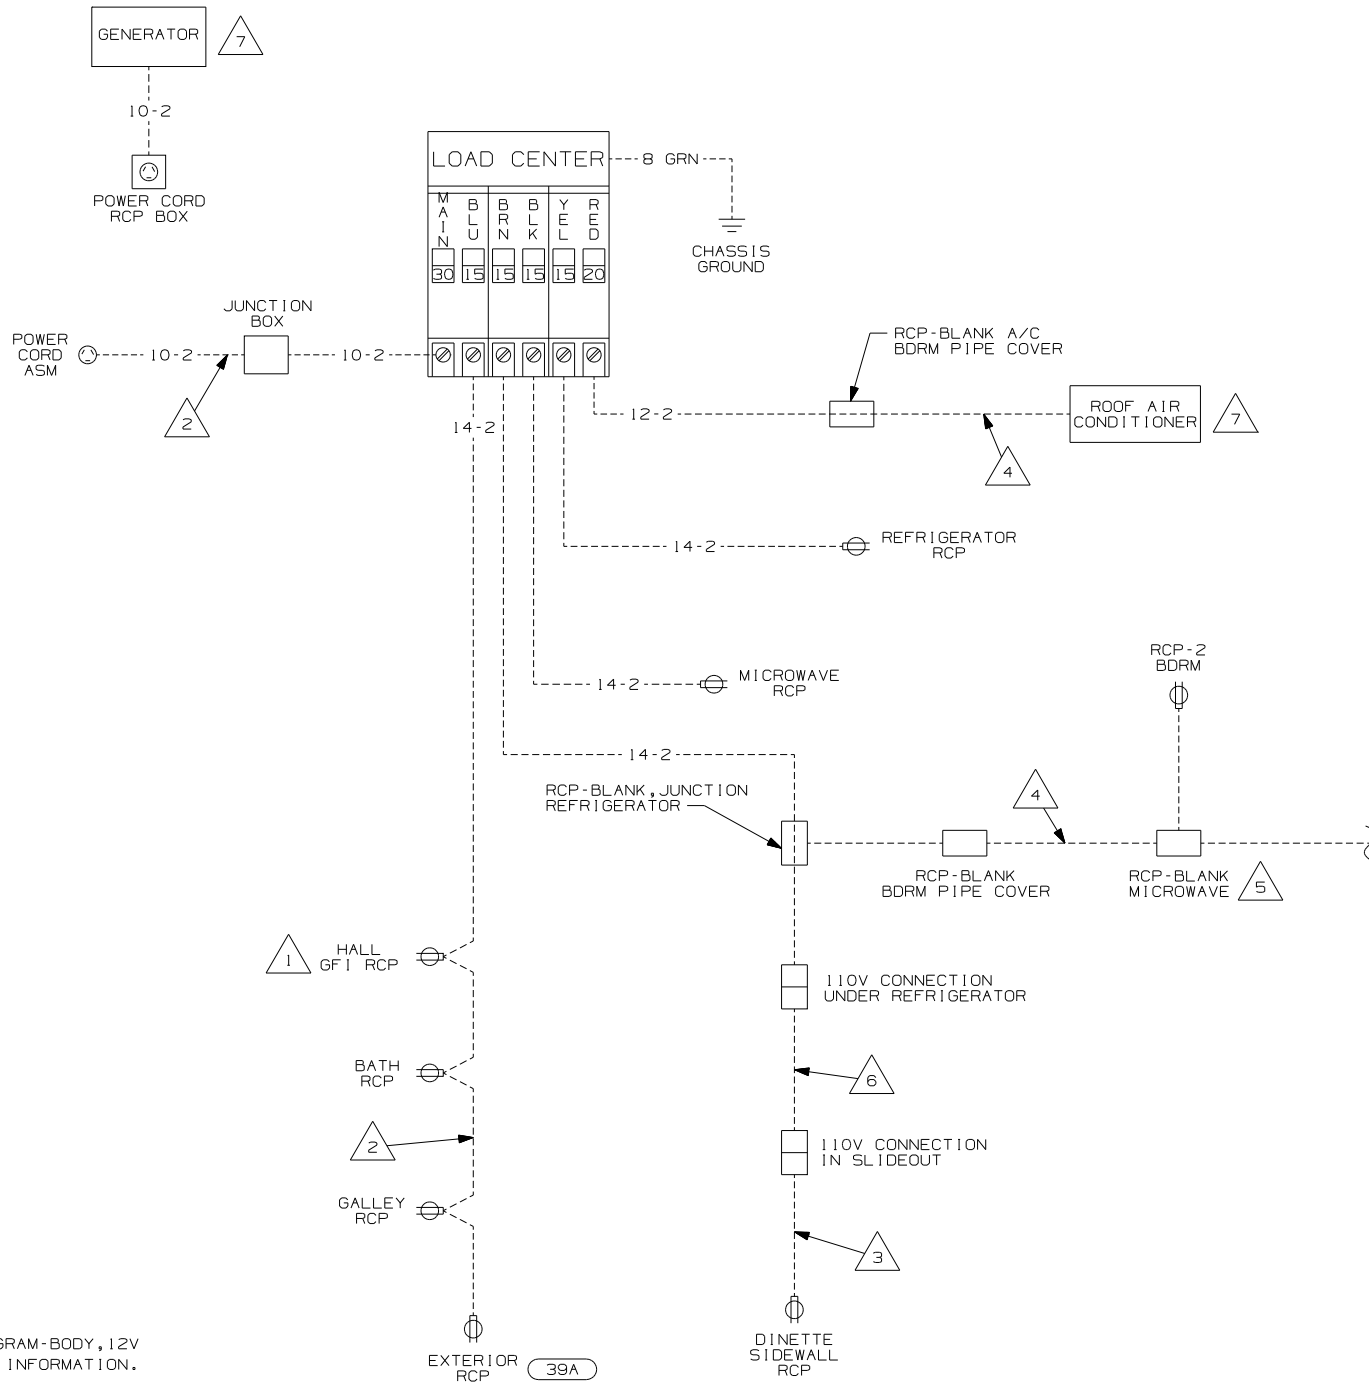 GENERATOR
7
10-2
POWER CORD
RCP BOX
LOAD CENTER
8 GRN
CHASSIS
GROUND
MAIN
BLU
BRN
BLK
YEL
RED
30
15
15
15
15
20
JUNCTION
BOX
POWER
CORD
ASM
10-2
10-2
2
RCP-BLANK A/C
BDRM PIPE COVER
14-2
12-2
ROOF AIR
CONDITIONER
7
4
14-2
REFRIGERATOR
RCP
RCP-2
BDRM
14-2
MICROWAVE
RCP
14-2
RCP-BLANK,JUNCTION
REFRIGERATOR
4
RCP-BLANK
BDRM PIPE COVER
RCP-BLANK
MICROWAVE
5
1
HALL
GFI RCP
110V CONNECTION
UNDER REFRIGERATOR
BATH
RCP
6
2
110V CONNECTION
IN SLIDEOUT
GALLEY
RCP
3
DINETTE
SIDEWALL
RCP
GRAM-BODY,12V
INFORMATION.
EXTERIOR
RCP
39A